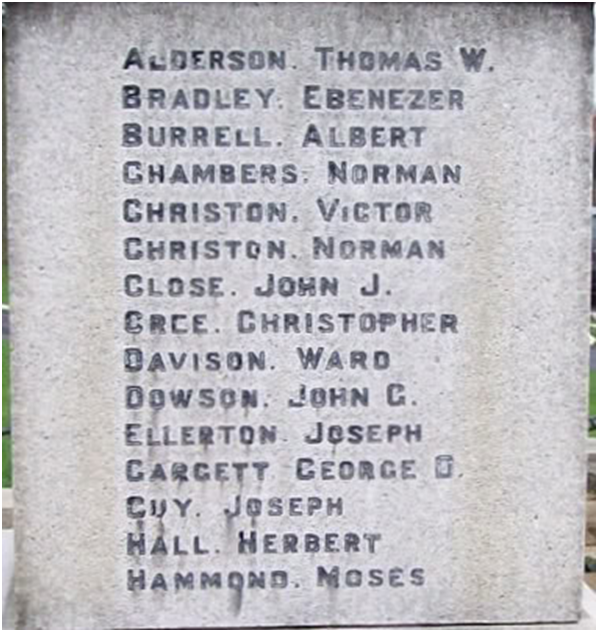 ALDERSON. THOMAS W.
BRADLEY. EBENEZER
BURRELL. ALBERT
CHAMBERS. NORMAN
CHRISTON. VICTOR
CHRISTON. NORMAN
CLOSE. JOHN J.
CREE. CHRISTOPHER
DAVISON. WARD
DOWSON. JOHN G.
ELLERTON. JOSEPH
GARGETT GEORGE O.
GUY. JOSEPH
HALL. HERBERT
HAMMOND. MOSES